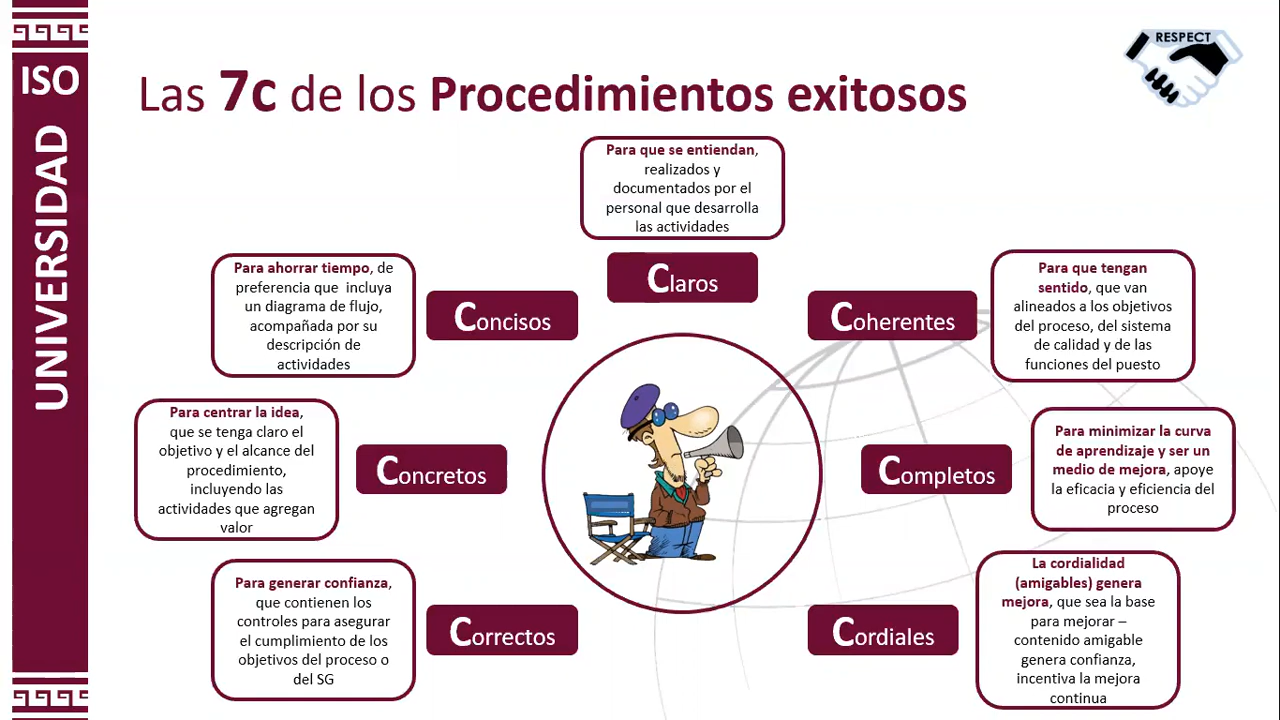 ISO
UNIVERSIDAD
RESPECT
Las 7c de los Procedimientos exitosos
Para que se entiendan,
realizados y
documentados por el
personal que desarrolla
las actividades
Claros
Para ahorrar tiempo, de
preferencia que incluya
un diagrama de flujo,
acompañada por su
descripción de
actividades
Concisos
Coherentes
Para que tengan
sentido, que van
alineados a los objetivos
del proceso, del sistema
de calidad y de las
funciones del puesto
Para centrar la idea,
que se tenga claro el
objetivo y el alcance del
procedimiento,
incluyendo las
actividades que agregan
valor
Concretos
Completos
Para minimizar la curva
de aprendizaje y ser un
medio de mejora, apoye
la eficacia y eficiencia del
proceso
Para generar confianza,
que contienen los
controles para asegurar
el cumplimiento de los
objetivos del proceso o
del SG
Correctos
Cordiales
La cordialidad
(amigables) genera
mejora, que sea la base
para mejorar –
contenido amigable
genera confianza,
incentiva la mejora
continua